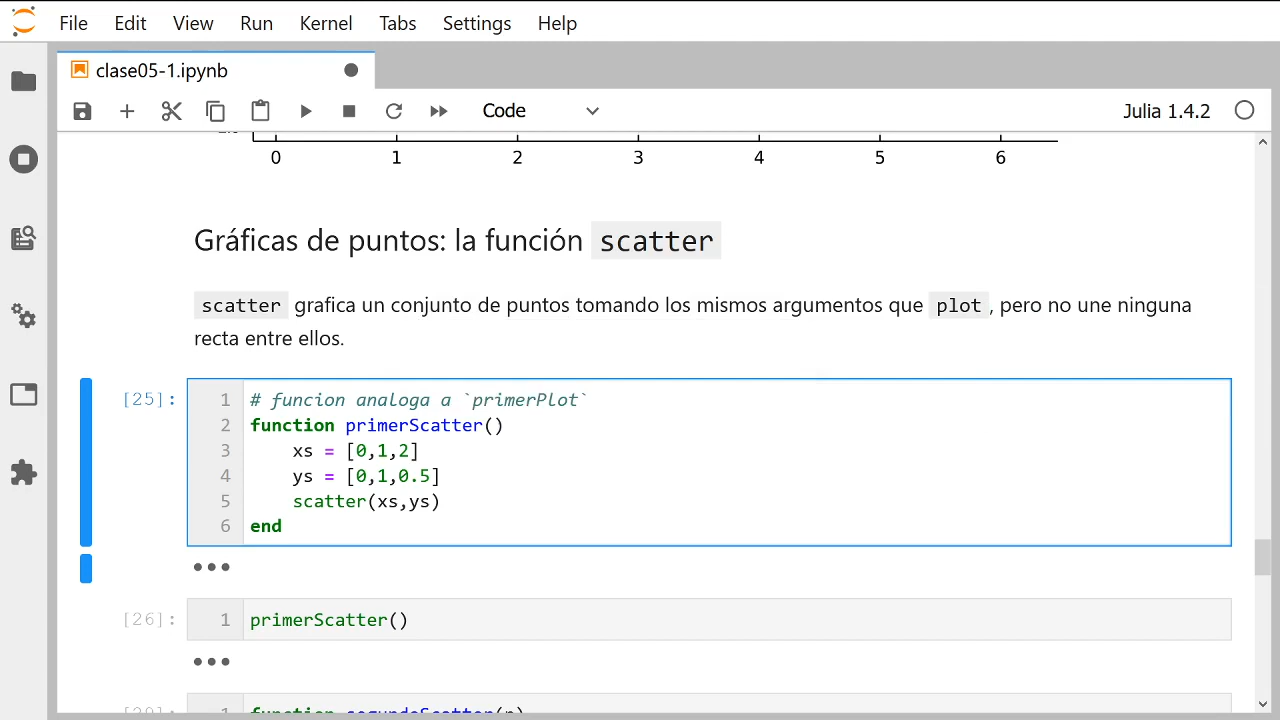 File Edit View Run Kernel Tabs Settings Help
clase05-1.ipynb
Code Julia 1.4.2
0 1 2 3 4 5 6
Gráficas de puntos: la función scatter
scatter grafica un conjunto de puntos tomando los mismos argumentos que plot, pero no une ninguna
recta entre ellos.
[25]: 1 # funcion analoga a `primerPlot`
2 function primerScatter()
3 xs = [0,1,2]
4 ys = [0,1,0.5]
5 scatter(xs,ys)
6 end
[26]: 1 primerScatter()
function segundoScatter(n)